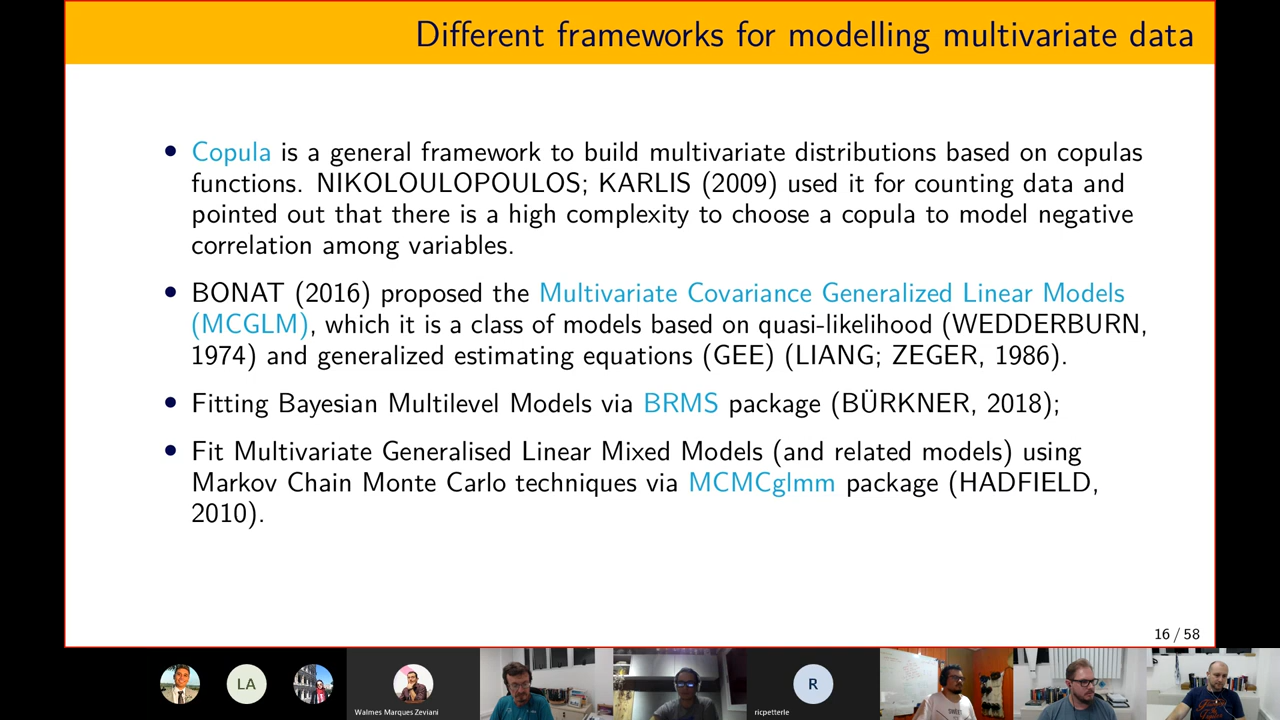 Different frameworks for modelling multivariate data
• Copula is a general framework to build multivariate distributions based on copulas
functions. NIKOLOULOPOULOS; KARLIS (2009) used it for counting data and
pointed out that there is a high complexity to choose a copula to model negative
correlation among variables.
• BONAT (2016) proposed the Multivariate Covariance Generalized Linear Models
(MCGLM), which it is a class of models based on quasi-likelihood (WEDDERBURN,
1974) and generalized estimating equations (GEE) (LIANG; ZEGER, 1986).
• Fitting Bayesian Multilevel Models via BRMS package (BÜRKNER, 2018);
• Fit Multivariate Generalised Linear Mixed Models (and related models) using
Markov Chain Monte Carlo techniques via MCMCglmm package (HADFIELD,
2010).
16 / 58
LA
R
Walmes Marques Zeviani
ricpetterle